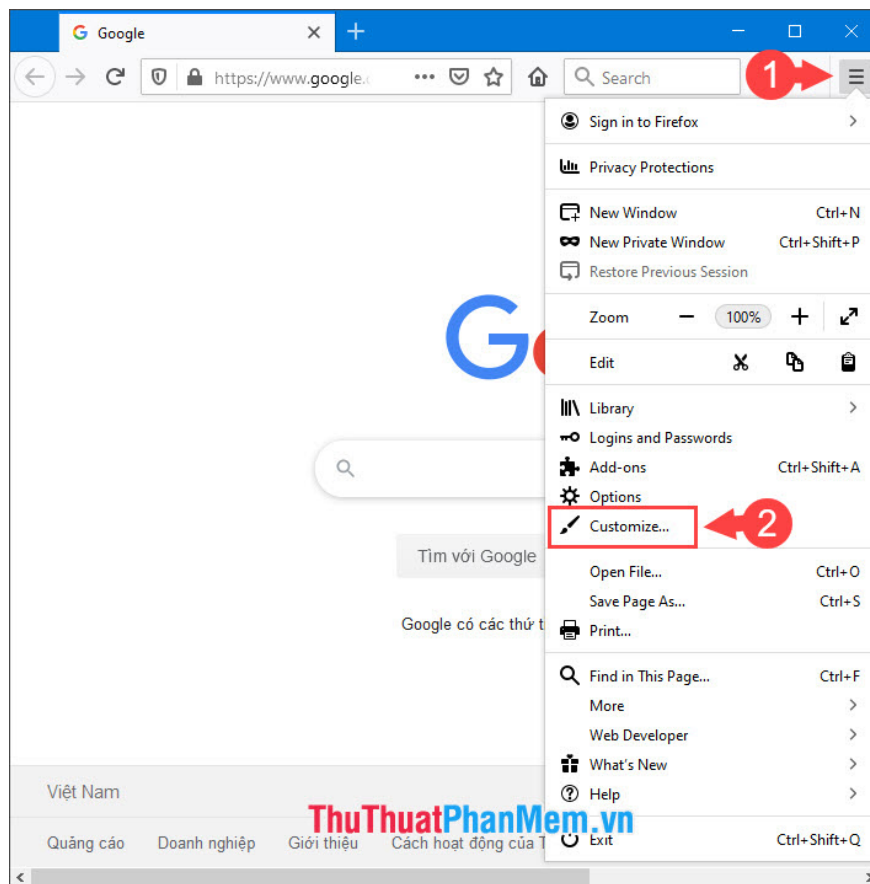 Google
https://www.google.c
Search
1
Sign in to Firefox
Privacy Protections
New Window Ctrl+N
New Private Window Ctrl+Shift+P
Restore Previous Session
Zoom 100%
Edit
G
Library
Logins and Passwords
Add-ons Ctrl+Shift+A
Options
Customize...
2
Tìm với Google
Open File... Ctrl+O
Save Page As... Ctrl+S
Google có các thứ t
Print...
Find in This Page... Ctrl+F
More
Web Developer
What's New
Help
Việt Nam
ThuThuatPhanMem.vn
Quảng cáo Doanh nghiệp Giới thiệu Cách hoạt động của T
Exit Ctrl+Shift+Q